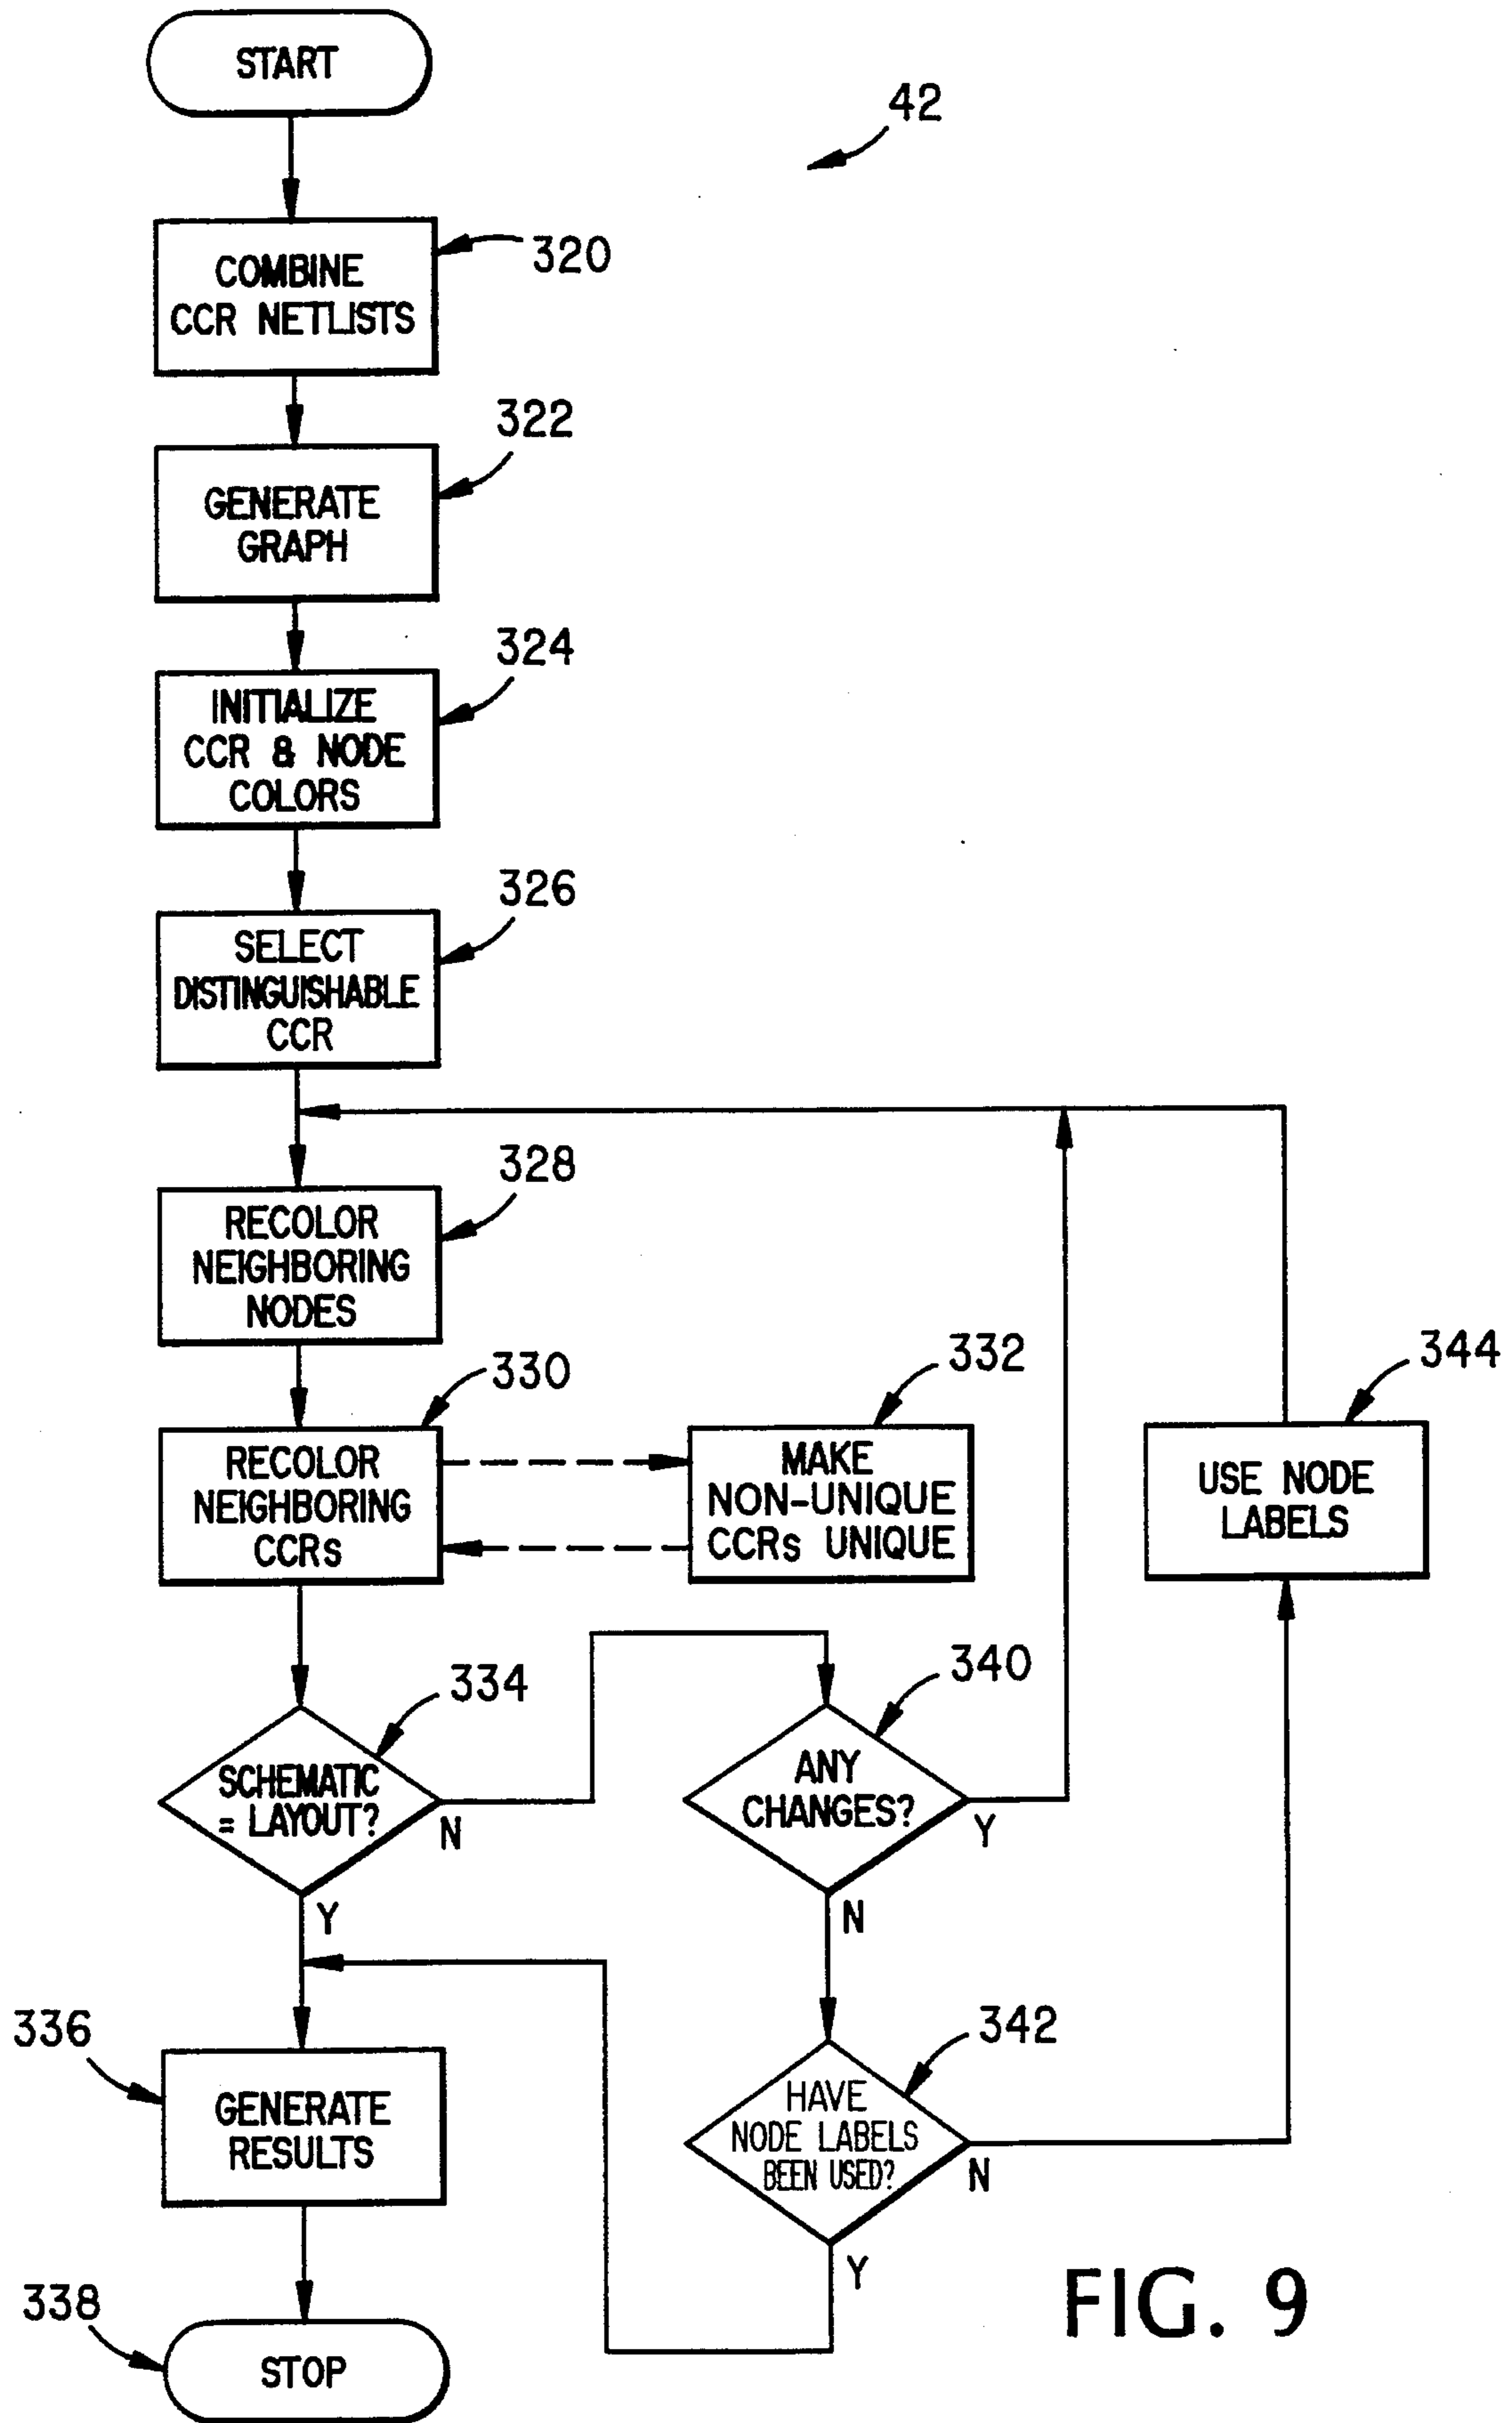 START
42
COMBINE
CCR NETLISTS
320
GENERATE
GRAPH
322
INITIALIZE
CCR & NODE
COLORS
324
SELECT
DISTINGUISHABLE
CCR
326
RECOLOR
NEIGHBORING
NODES
328
RECOLOR
NEIGHBORING
CCRs
330
MAKE
NON-UNIQUE
CCRs UNIQUE
332
USE NODE
LABELS
344
SCHEMATIC
= LAYOUT?
334
N
Y
ANY
CHANGES?
340
Y
N
336
GENERATE
RESULTS
HAVE
NODE LABELS
BEEN USED?
342
N
Y
338
STOP
FIG. 9